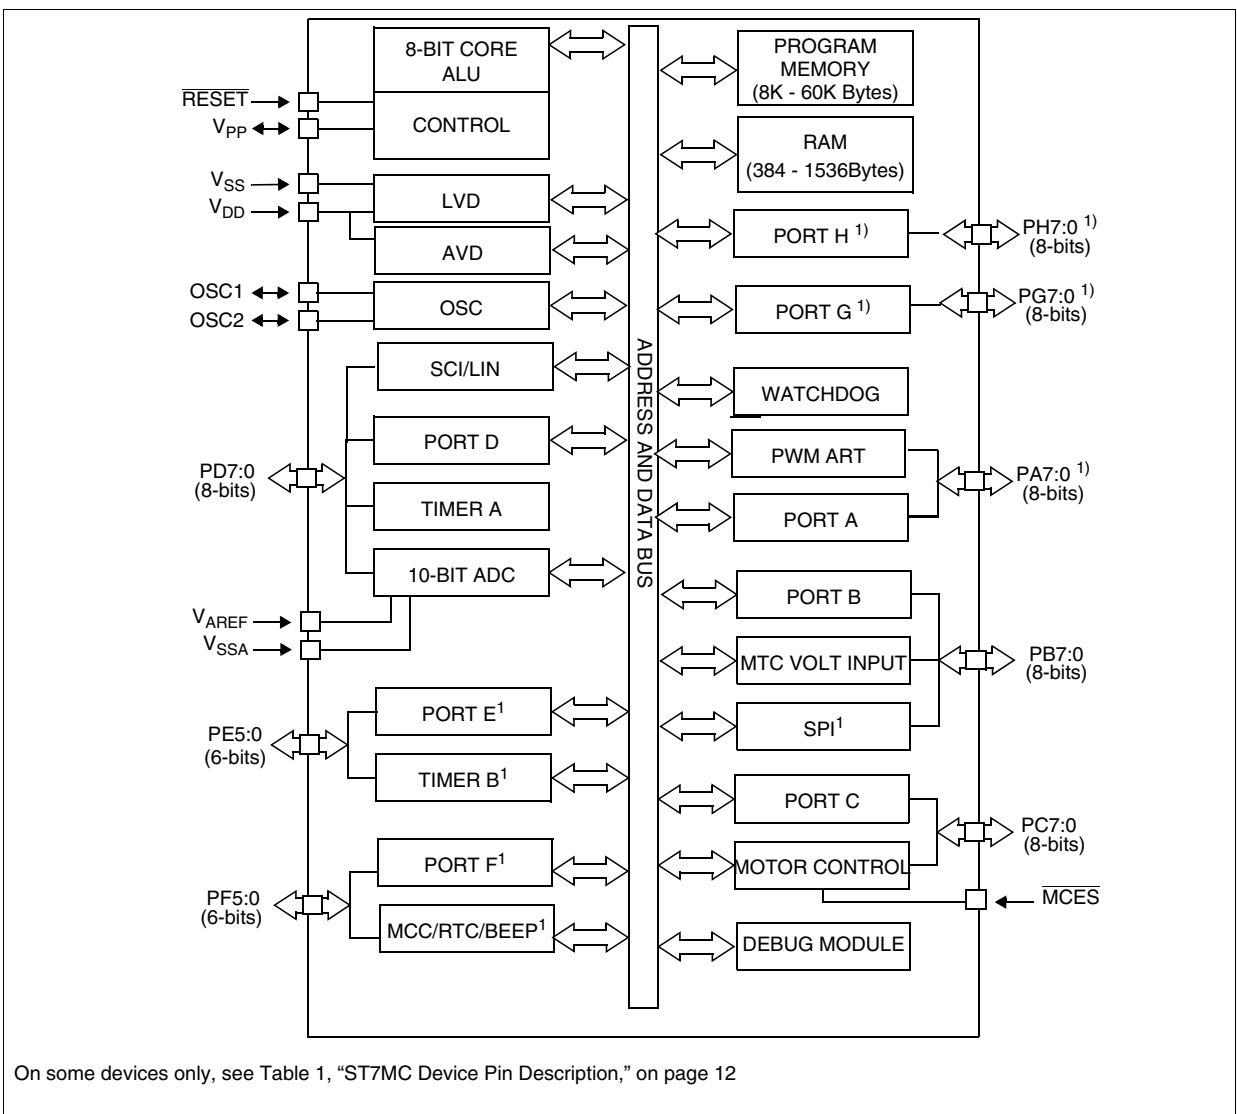 8-BIT CORE
ALU
CONTROL
RESET
VPP
VSS
VDD
LVD
AVD
OSC1
OSC2
OSC
SCI/LIN
PORT D
PD7:0
(8-bits)
TIMER A
10-BIT ADC
VAREF
VSSA
PORT E1
PE5:0
(6-bits)
TIMER B1
PORT F1
PF5:0
(6-bits)
MCC/RTC/BEEP1
ADDRESS AND DATA BUS
PROGRAM
MEMORY
(8K - 60K Bytes)
RAM
(384 - 1536Bytes)
PORT H 1)
PH7:0 1)
(8-bits)
PORT G 1)
PG7:0 1)
(8-bits)
WATCHDOG
PWM ART
PA7:0 1)
(8-bits)
PORT A
PORT B
MTC VOLT INPUT
PB7:0
(8-bits)
SPI1
PORT C
PC7:0
(8-bits)
MOTOR CONTROL
MCES
DEBUG MODULE
On some devices only, see Table 1, “ST7MC Device Pin Description,” on page 12